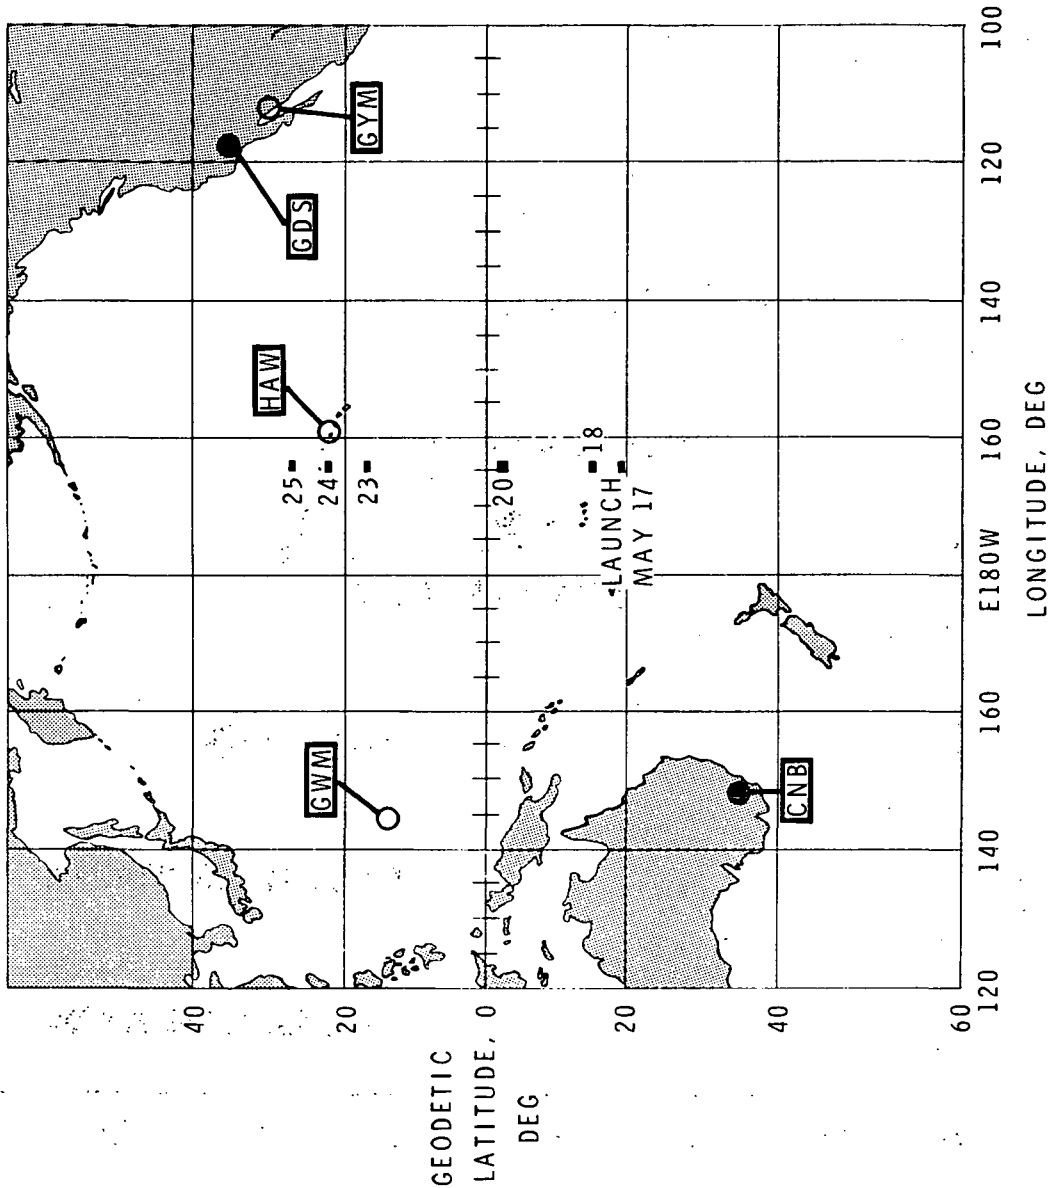 GYM
GDS
HAW
GWM
CNB
25
24
23
20
18
LAUNCH
MAY 17
40
20
0
20
40
60
GEODETIC
LATITUDE,
DEG
120
140
160
E180W
160
140
120
100
LONGITUDE, DEG